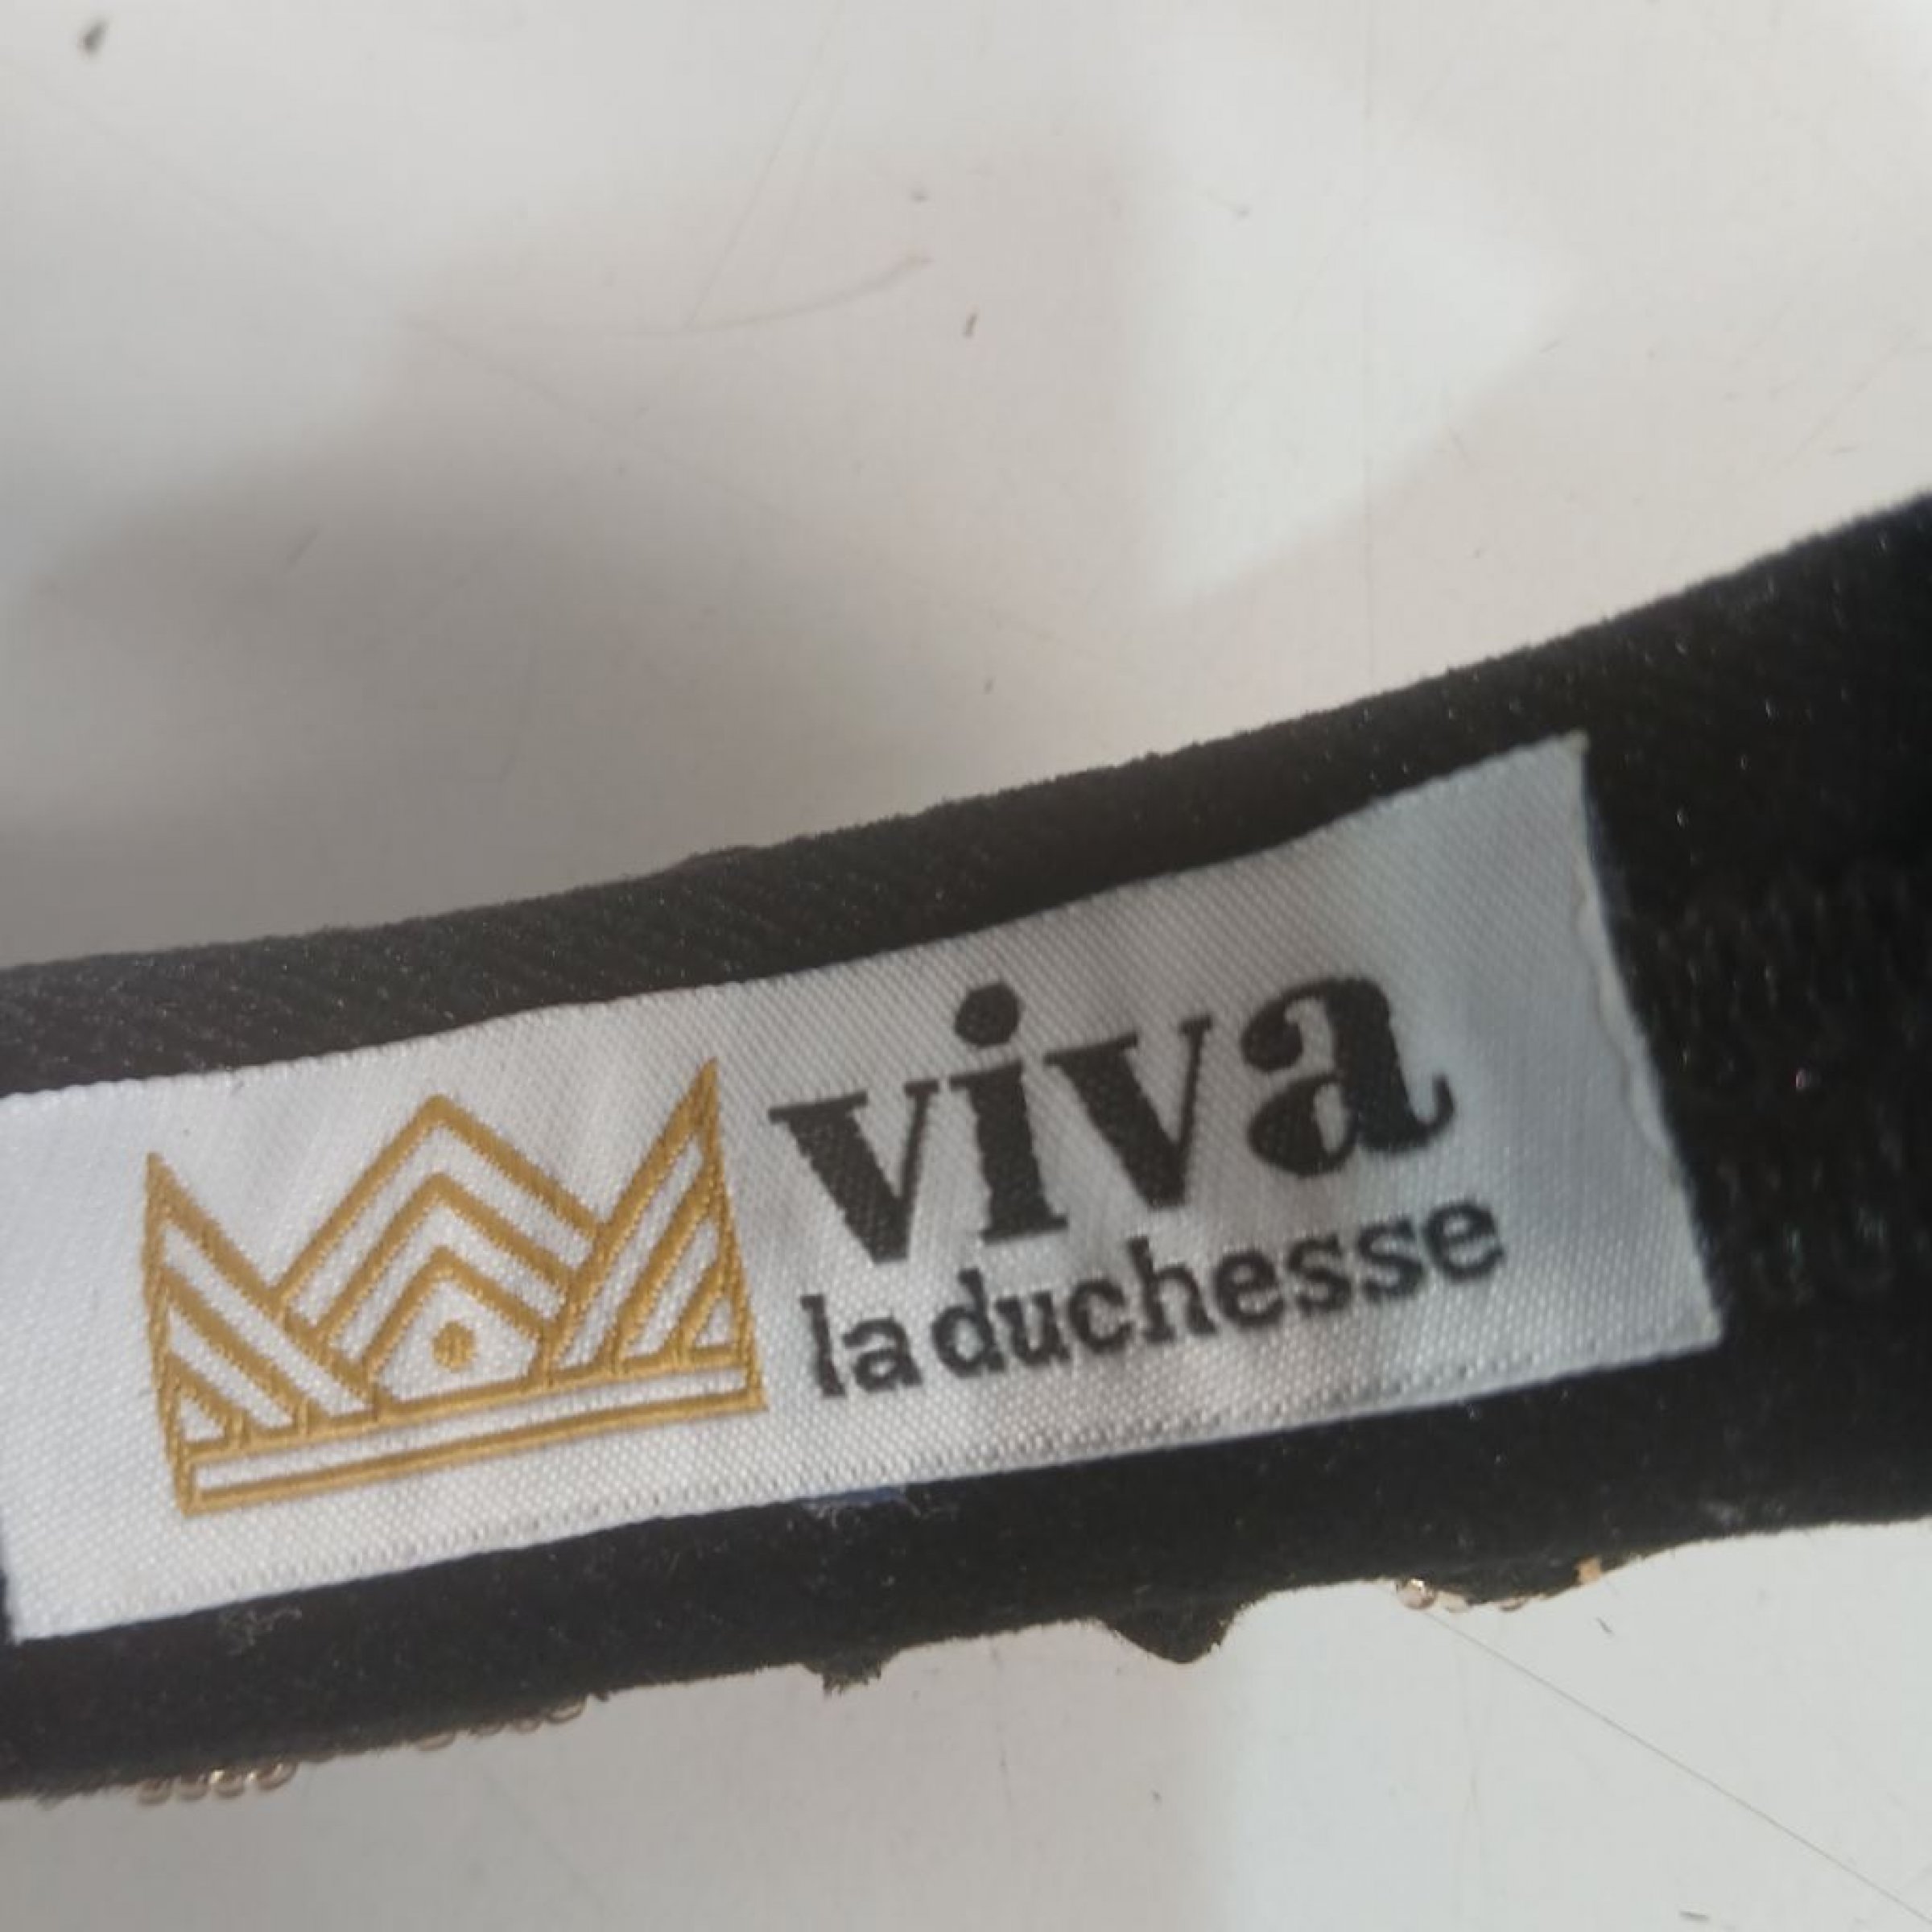 viva
la duchesse